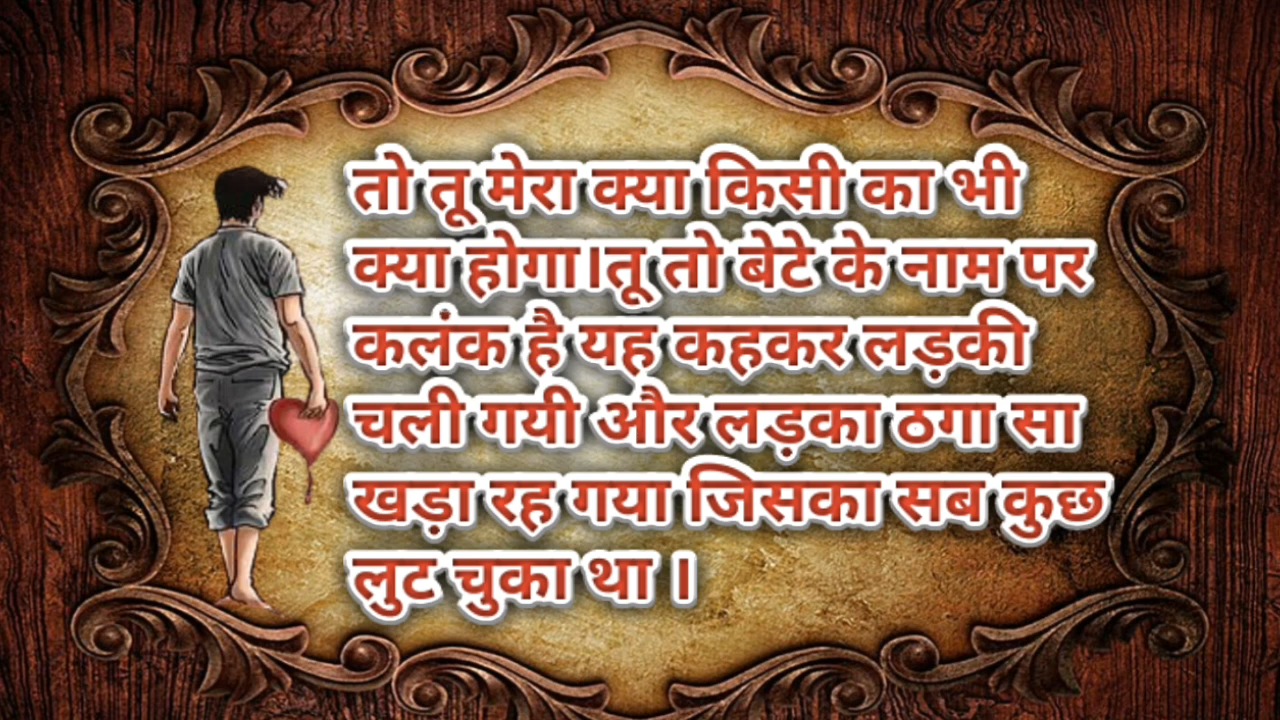 तो तू मेरा क्या किसी का भी
क्या होगा।तू तो बेटे के नाम पर
कलंक है यह कहकर लड़की
चली गयी और लड़का ठगा सा
खड़ा रह गया जिसका सब कुछ
लुट चुका था ।